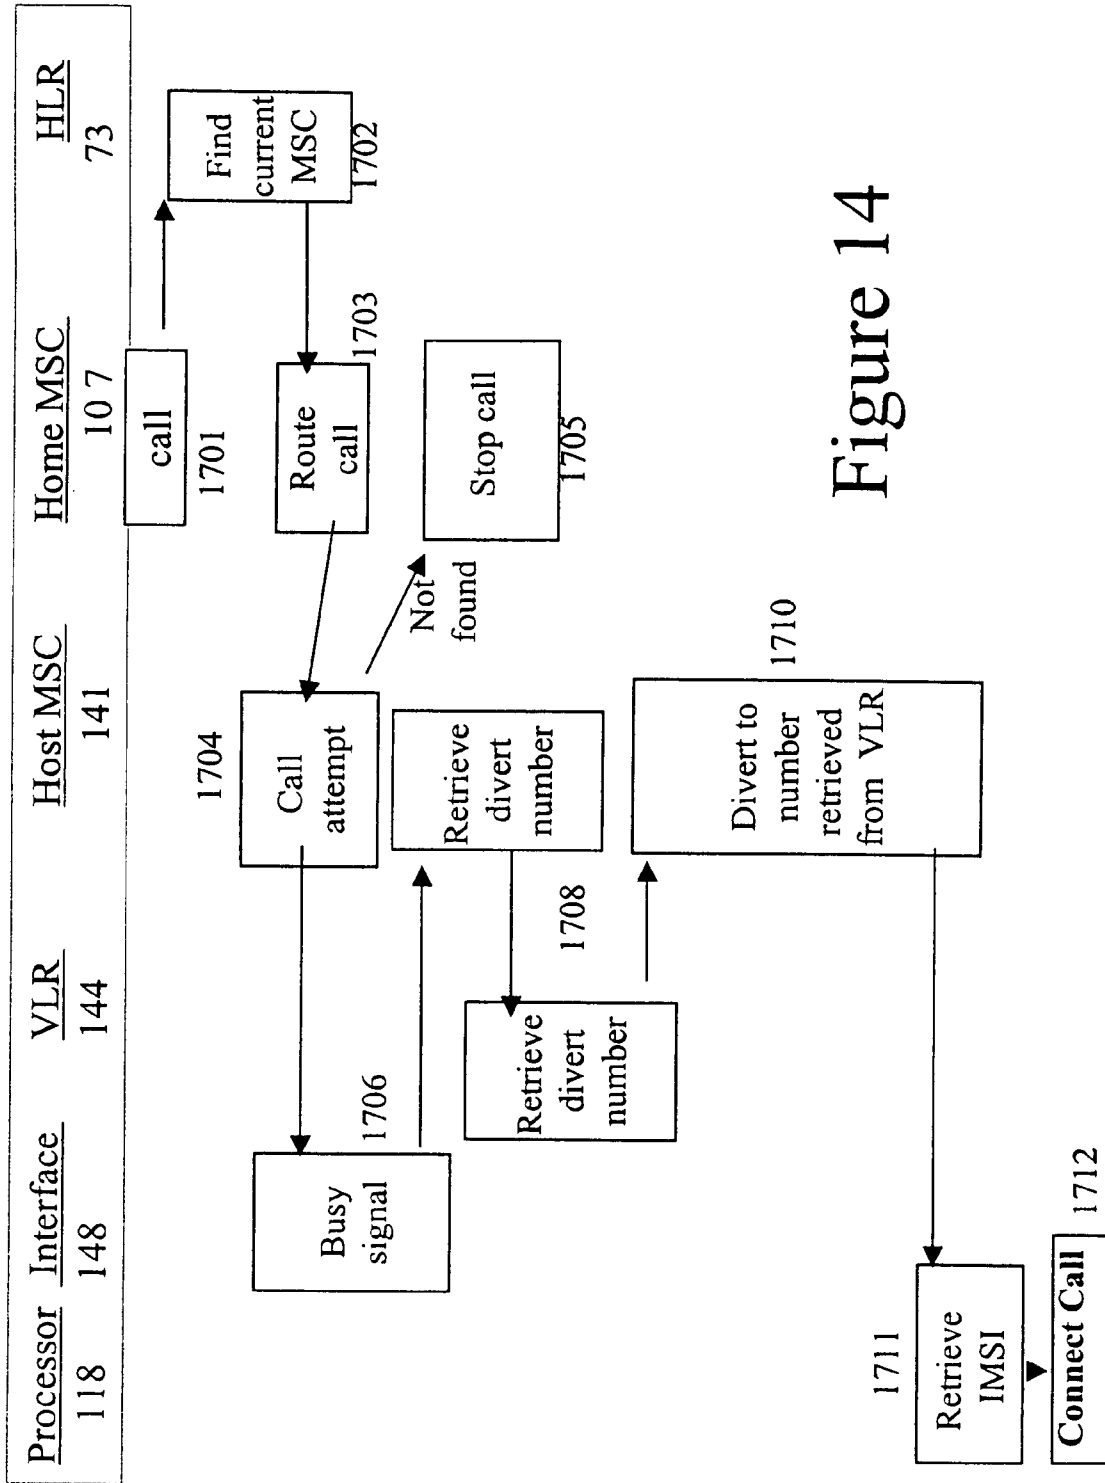 Processor
118
Interface
148
VLR
144
Host MSC
141
Home MSC
10 7
HLR
73
call
1701
Find
current
MSC
1702
Route
call
1703
1704
Call
attempt
Not
found
Stop call
1705
Busy
signal
1706
Retrieve
divert
number
1708
Retrieve
divert
number
1710
Divert to
number
retrieved
from VLR
1711
Retrieve
IMSI
Connect Call
1712
Figure 14